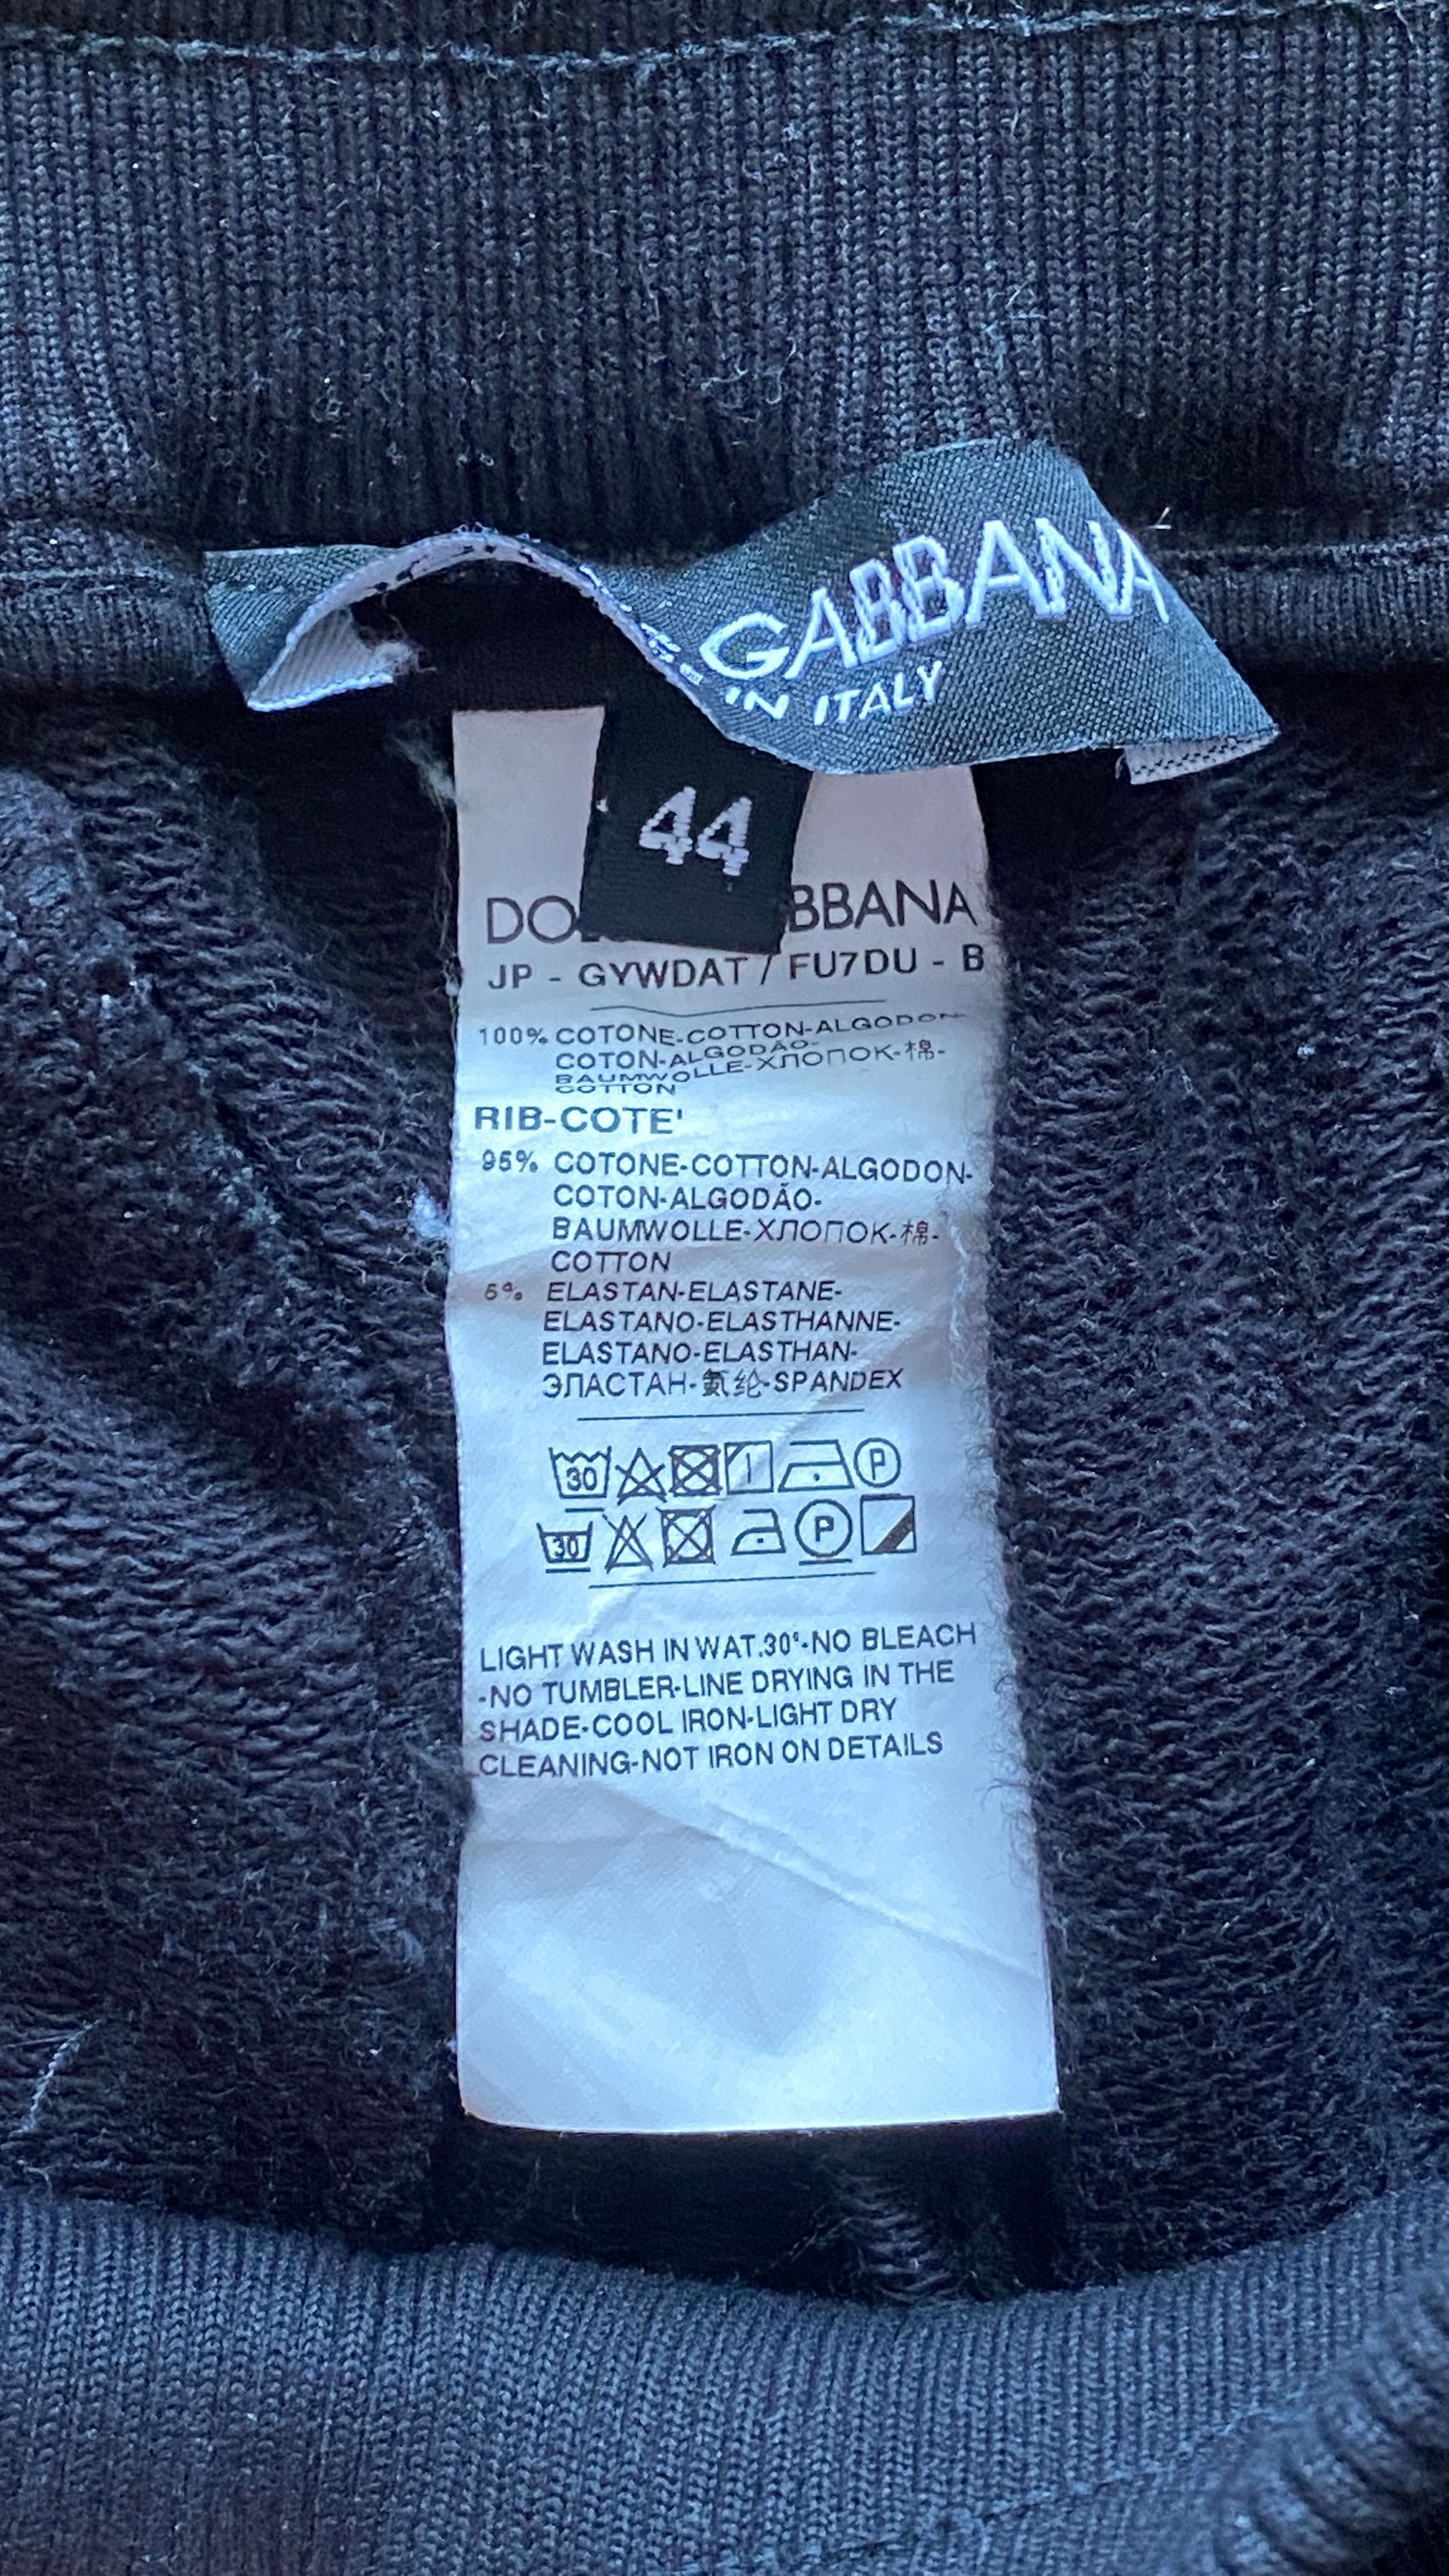 GABBANA
IN ITALY
44
JP - GYWDAT / FU7DU - B
100% COTONE-COTTON-ALGODON-
COTON-ALGODÃO-
BAUMWOLLE-ХЛОПОК-棉-
COTTON
RIB-COTE'
95% COTONE-COTTON-ALGODON-
COTON-ALGODÃO-
BAUMWOLLE-ХЛОПОК-棉-
COTTON
5% ELASTAN-ELASTANE-
ELASTANO-ELASTHANNE-
ELASTANO-ELASTHAN-
ЭЛАСТАН-氨纶-SPANDEX
30 P
30 P
LIGHT WASH IN WAT.30°-NO BLEACH
-NO TUMBLER-LINE DRYING IN THE
SHADE-COOL IRON-LIGHT DRY
CLEANING-NOT IRON ON DETAILS